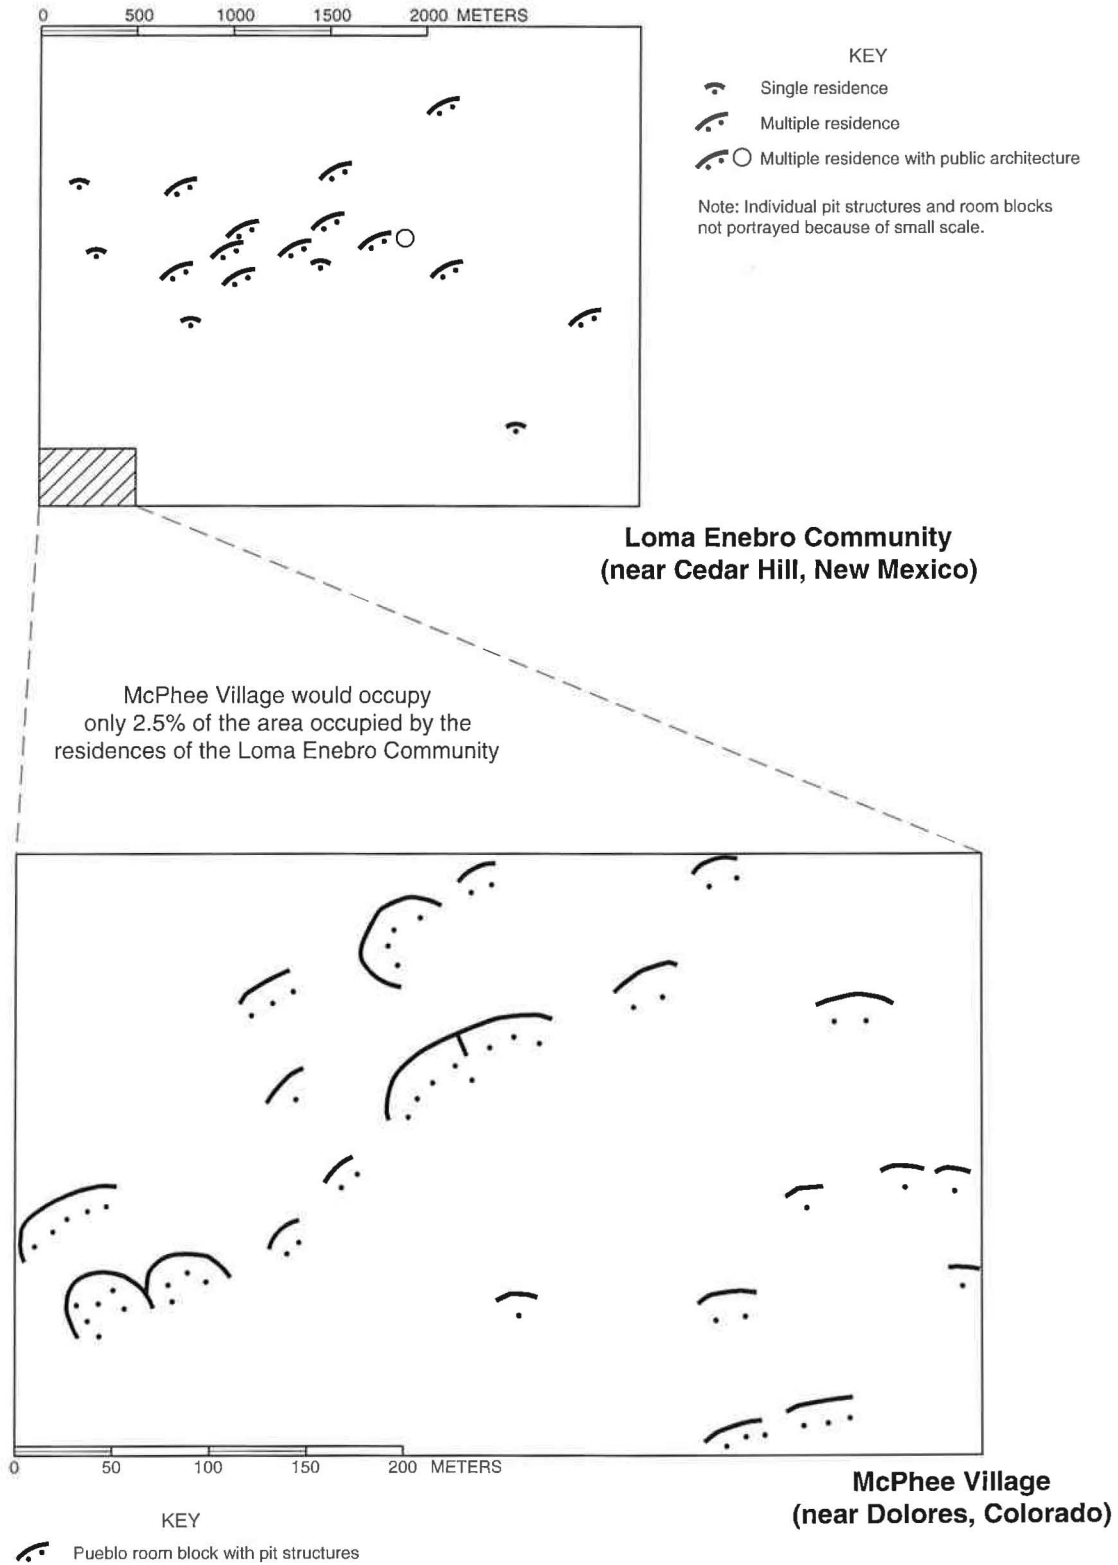 0 500 1000 1500 2000 METERS
KEY
Single residence
Multiple residence
Multiple residence with public architecture
Note: Individual pit structures and room blocks
not portrayed because of small scale.
Loma Enebro Community
(near Cedar Hill, New Mexico)
McPhee Village would occupy
only 2.5% of the area occupied by the
residences of the Loma Enebro Community
0 50 100 150 200 METERS
McPhee Village
(near Dolores, Colorado)
KEY
Pueblo room block with pit structures